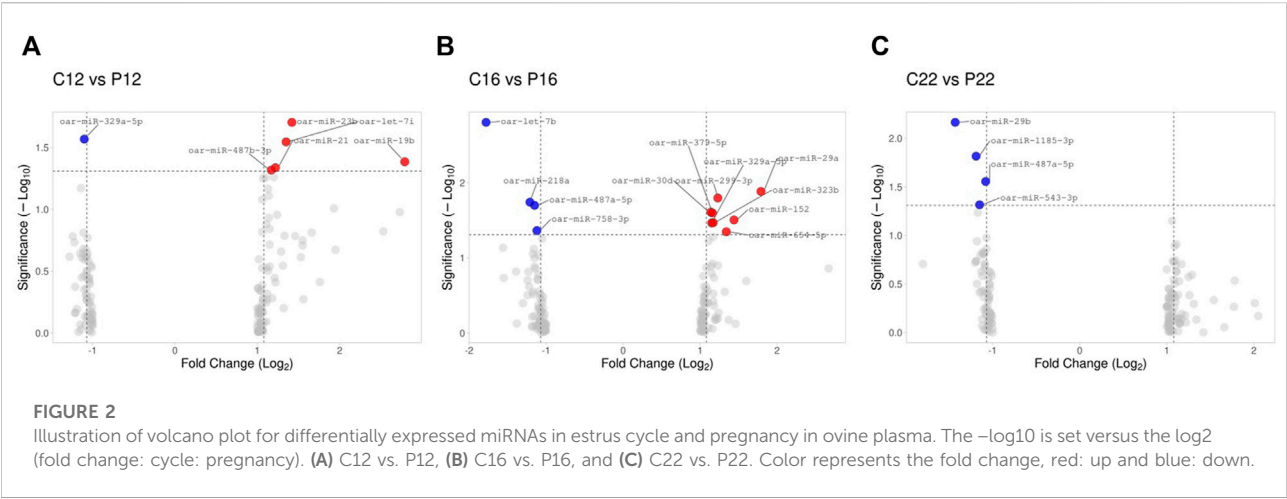 A
B
C
C12 vs P12
C16 vs P16
C22 vs P22
Significance (−Log10)
1.5
1.0
0.5
0.0
oar-miR-329a-5p
oar-miR-23b
oar-let-7i
oar-miR-21
oar-miR-487b-3p
oar-miR-19b
-1
0
1
2
Fold Change (Log2)
Significance (−Log10)
2
1
0
oar-let-7b
oar-miR-379-5p
oar-miR-329a-5p
oar-miR-29a
oar-miR-30d
oar-miR-299-3p
oar-miR-323b
oar-miR-218a
oar-miR-487a-5p
oar-miR-152
oar-miR-758-3p
oar-miR-654-5p
-2
-1
0
1
2
Fold Change (Log2)
Significance (−Log10)
2.0
1.5
1.0
0.5
0.0
oar-miR-29b
oar-miR-1185-3p
oar-miR-487a-5p
oar-miR-543-3p
-1
0
1
2
Fold Change (Log2)
FIGURE 2
Illustration of volcano plot for differentially expressed miRNAs in estrus cycle and pregnancy in ovine plasma. The –log10 is set versus the log2
(fold change: cycle: pregnancy). (A) C12 vs. P12, (B) C16 vs. P16, and (C) C22 vs. P22. Color represents the fold change, red: up and blue: down.